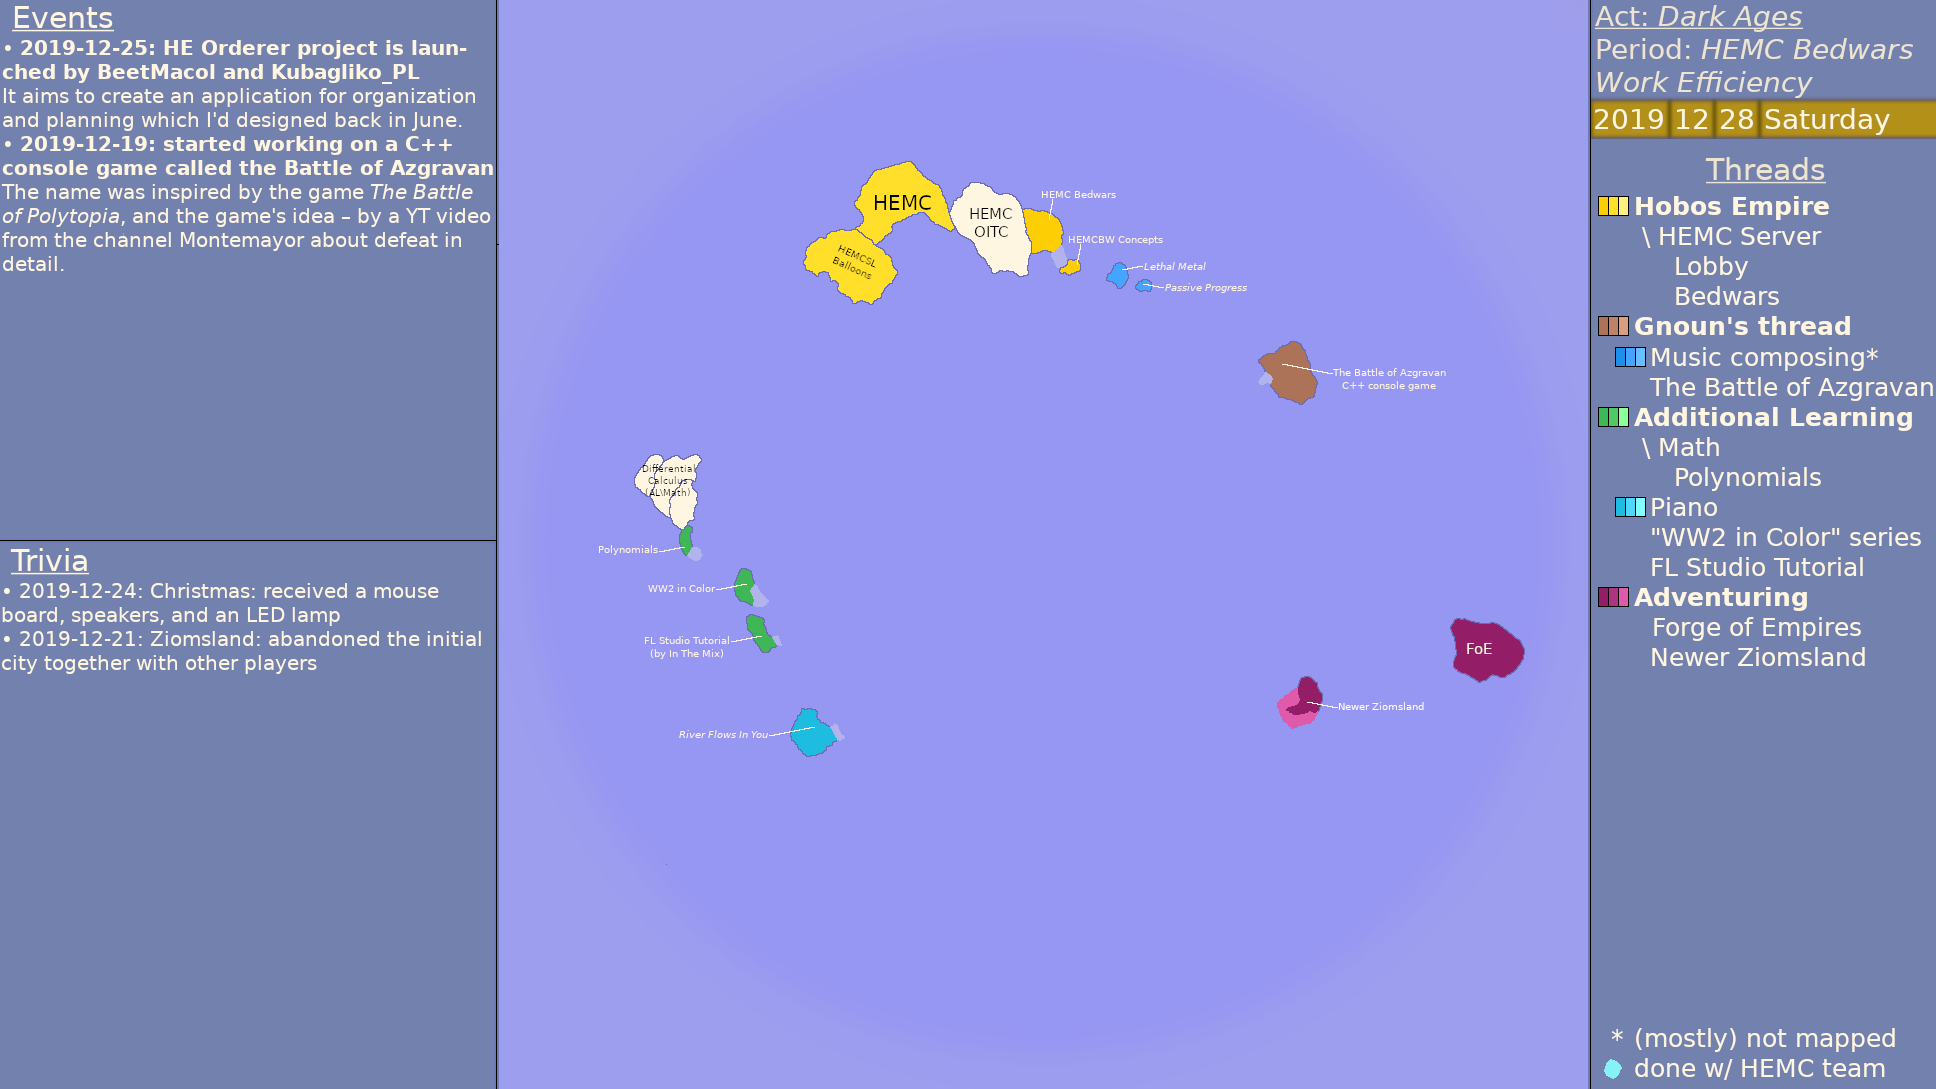 Events
• 2019-12-25: HE Orderer project is laun-
ched by BeetMacol and Kubagliko_PL
It aims to create an application for organization
and planning which I'd designed back in June.
• 2019-12-19: started working on a C++
console game called the Battle of Azgravan
The name was inspired by the game The Battle
of Polytopia, and the game's idea – by a YT video
from the channel Montemayor about defeat in
detail.
Trivia
• 2019-12-24: Christmas: received a mouse
board, speakers, and an LED lamp
• 2019-12-21: Ziomsland: abandoned the initial
city together with other players
HEMC
HEMCSL
Balloons
HEMC
OITC
HEMC Bedwars
HEMCBW Concepts
Lethal Metal
Passive Progress
The Battle of Azgravan
C++ console game
Differential
Calculus
(AL\Math)
Polynomials
WW2 in Color
FL Studio Tutorial
(by In The Mix)
River Flows In You
FoE
Newer Ziomsland
Act: Dark Ages
Period: HEMC Bedwars
Work Efficiency
2019 12 28 Saturday
Threads
Hobos Empire
\ HEMC Server
Lobby
Bedwars
Gnoun's thread
Music composing*
The Battle of Azgravan
Additional Learning
\ Math
Polynomials
Piano
"WW2 in Color" series
FL Studio Tutorial
Adventuring
Forge of Empires
Newer Ziomsland
* (mostly) not mapped
done w/ HEMC team